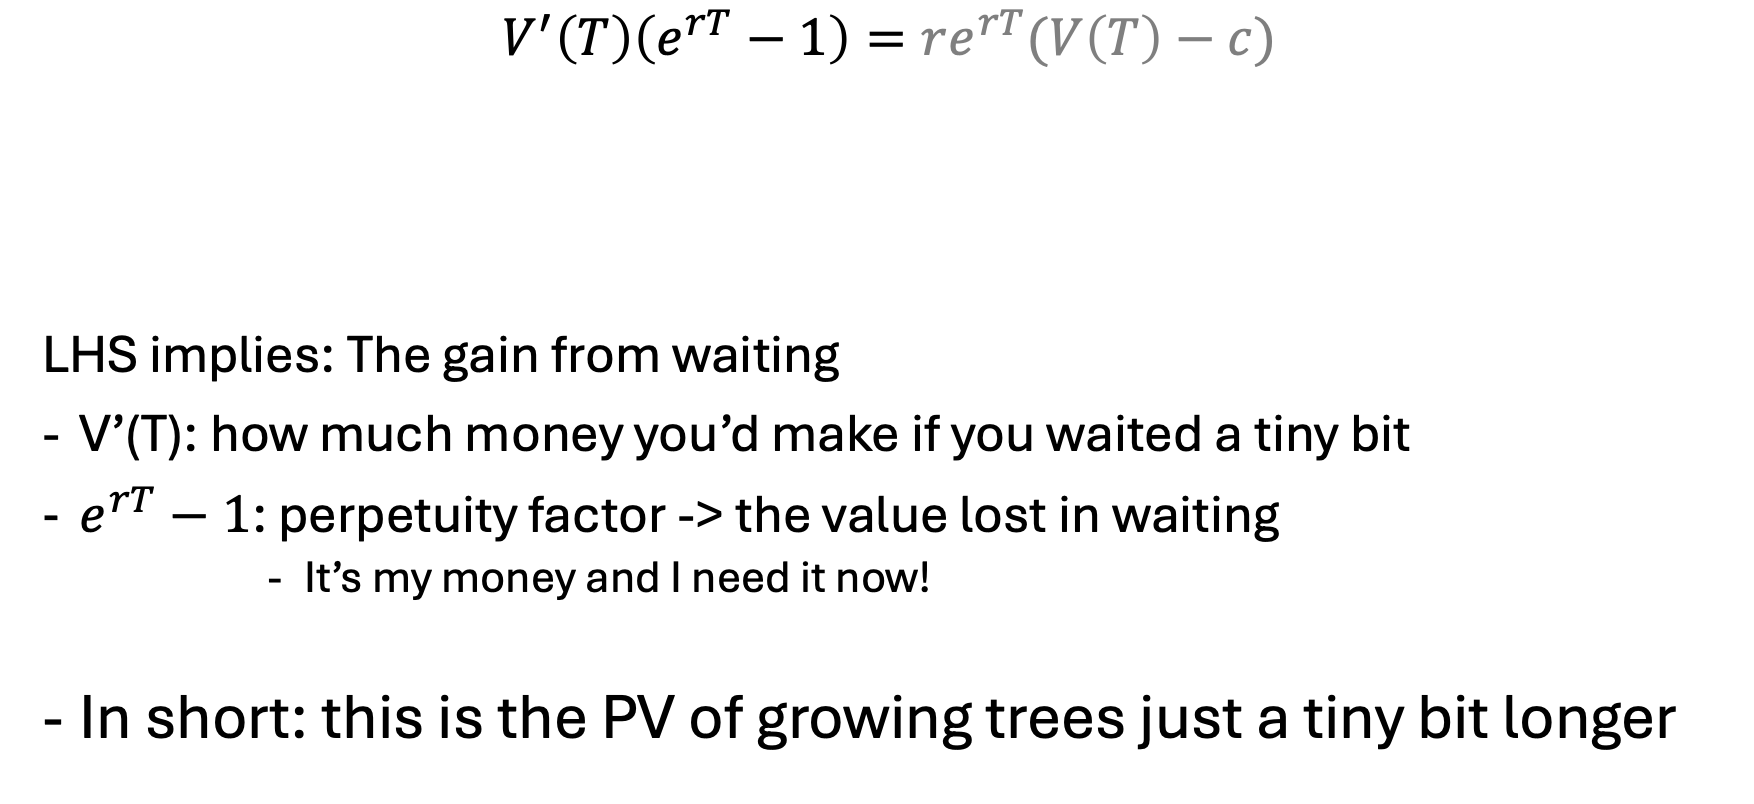 V′(T)(e^{rT} − 1) = re^{rT}(V(T) − c)
LHS implies: The gain from waiting
- V’(T): how much money you’d make if you waited a tiny bit
- e^{rT} − 1: perpetuity factor -> the value lost in waiting
- It’s my money and I need it now!
- In short: this is the PV of growing trees just a tiny bit longer